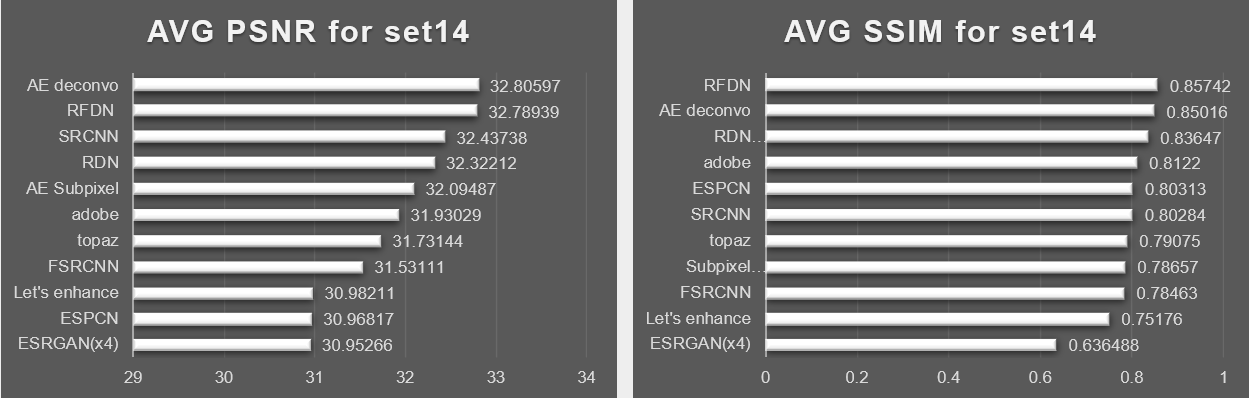 AVG PSNR for set14
AE deconvo 32.80597
RFDN 32.78939
SRCNN 32.43738
RDN 32.32212
AE Subpixel 32.09487
adobe 31.93029
topaz 31.73144
FSRCNN 31.53111
Let's enhance 30.98211
ESPCN 30.96817
ESRGAN(x4) 30.95266
29 30 31 32 33 34
AVG SSIM for set14
RFDN 0.85742
AE deconvo 0.85016
RDN... 0.83647
adobe 0.8122
ESPCN 0.80313
SRCNN 0.80284
topaz 0.79075
Subpixel... 0.78657
FSRCNN 0.78463
Let's enhance 0.75176
ESRGAN(x4) 0.636488
0 0.2 0.4 0.6 0.8 1